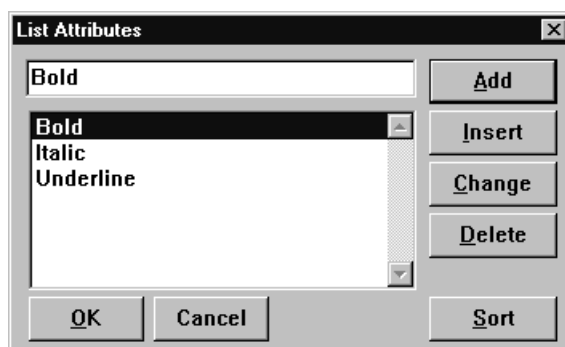 List Attributes
Bold
Add
Bold
Italic
Underline
Insert
Change
Delete
OK
Cancel
Sort